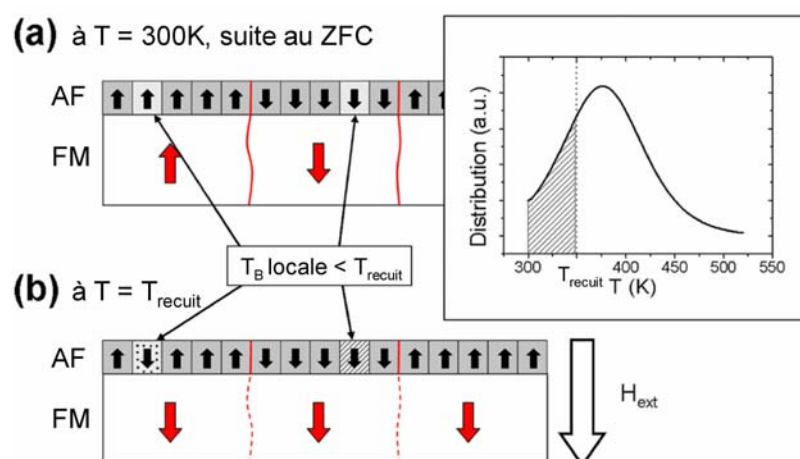 (a) à T = 300K, suite au ZFC
AF
FM
T_B locale < T_recuit
(b) à T = T_recuit
AF
FM
H_ext
Distribution (a.u.)
300 350 400 450 500 550
T_recuit T (K)